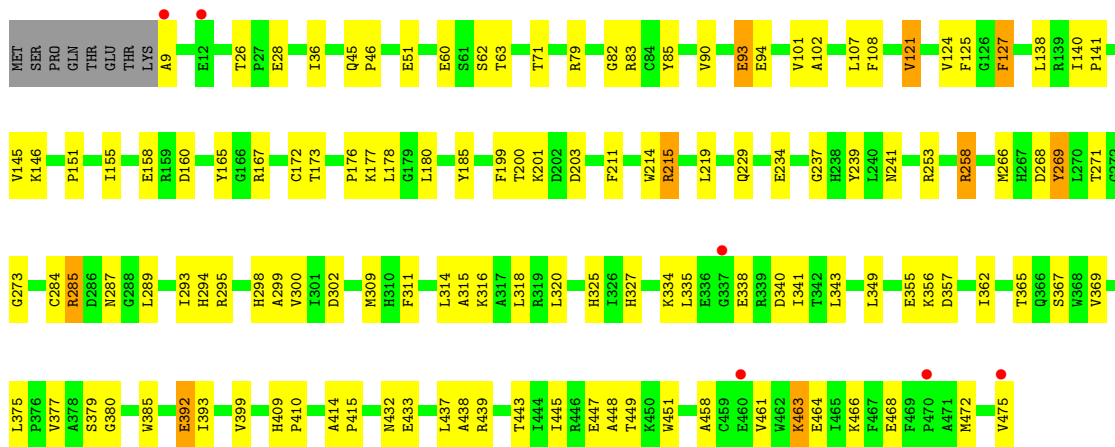 MET SER PRO GLN THR GLU THR LYS A9 E12 T26 P27 E28 I36 Q45 P46 E51 E60 S61 S62 T63 T71 R79 G82 R83 C84 Y85 V90 E93 E94 V101 A102 L107 F108 V121 V124 F125 G126 F127 L138 R139 I140 P141
V145 K146 P151 I155 E158 R159 D160 Y165 G166 R167 C172 T173 P176 K177 L178 G179 L180 Y185 F199 T200 K201 D202 D203 F211 W214 R215 L219 Q229 E234 G237 H238 Y239 L240 N241 R253 R258 M266 H267 D268 Y269 L270 T271 G272
G273 C284 R285 D286 N287 G288 L289 I293 H294 R295 H298 A299 V300 I301 D302 M309 H310 F311 L314 A315 K316 A317 L318 R319 L320 H325 I326 H327 K334 L335 E336 G337 E338 R339 D340 I341 T342 L343 L349 E355 K356 D357 I362 T365 Q366 S367 W368 V369
L375 P376 V377 A378 S379 G380 W385 E392 I393 V399 H409 P410 A414 P415 N432 E433 L437 A438 R439 T443 I444 I445 R446 E447 A448 T449 K450 W451 A458 C459 E460 V461 W462 K463 E464 I465 K466 F467 E468 F469 P470 A471 M472 V475